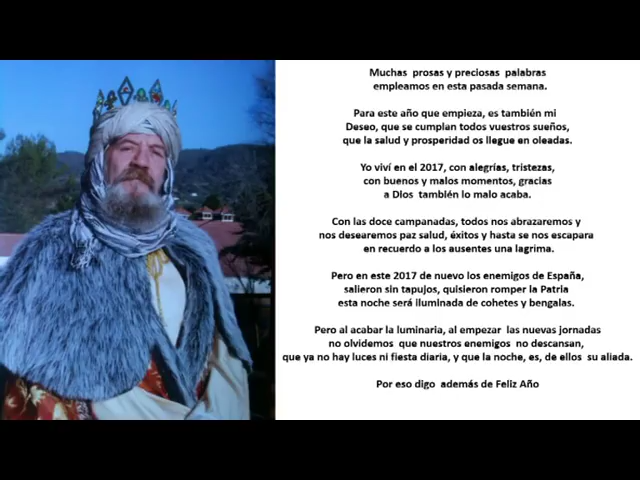 Muchas prosas y preciosas palabras
empleamos en esta pasada semana.
Para este año que empieza, es también mi
Deseo, que se cumplan todos vuestros sueños,
que la salud y prosperidad os llegue en oleadas.
Yo viví en el 2017, con alegrías, tristezas,
con buenos y malos momentos, gracias
a Dios también lo malo acaba.
Con las doce campanadas, todos nos abrazaremos y
nos desearemos paz salud, éxitos y hasta se nos escapara
en recuerdo a los ausentes una lagrima.
Pero en este 2017 de nuevo los enemigos de España,
salieron sin tapujos, quisieron romper la Patria
esta noche será iluminada de cohetes y bengalas.
Pero al acabar la luminaria, al empezar las nuevas jornadas
no olvidemos que nuestros enemigos no descansan,
que ya no hay luces ni fiesta diaria, y que la noche, es, de ellos su aliada.
Por eso digo además de Feliz Año